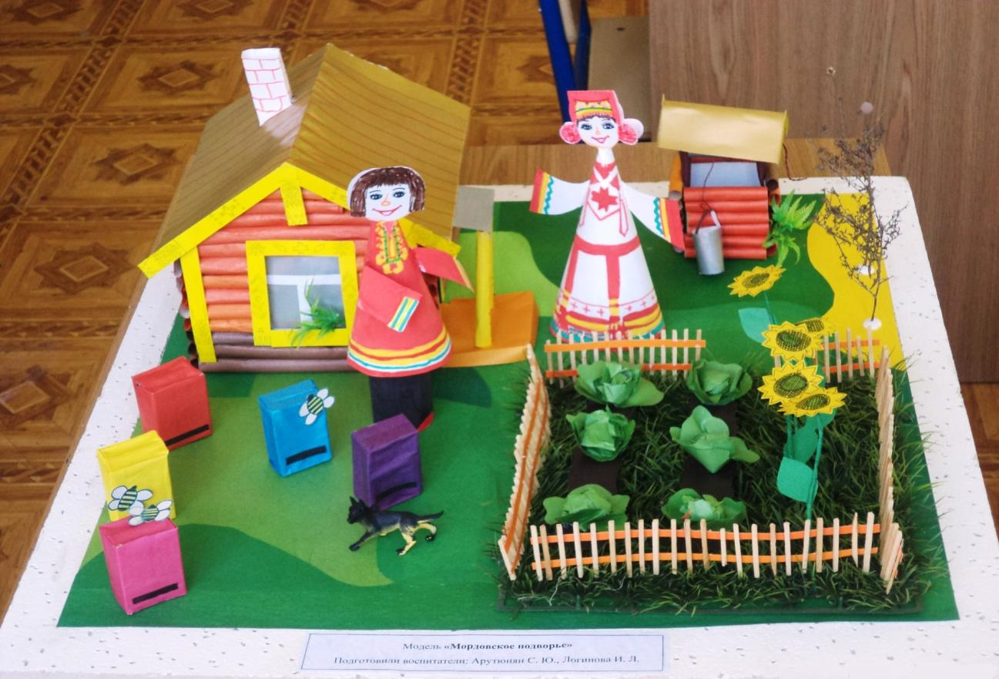 Модель «Мордовское подворье»
Подготовили воспитатели: Арутюнян С. Ю., Логинова И. Л.